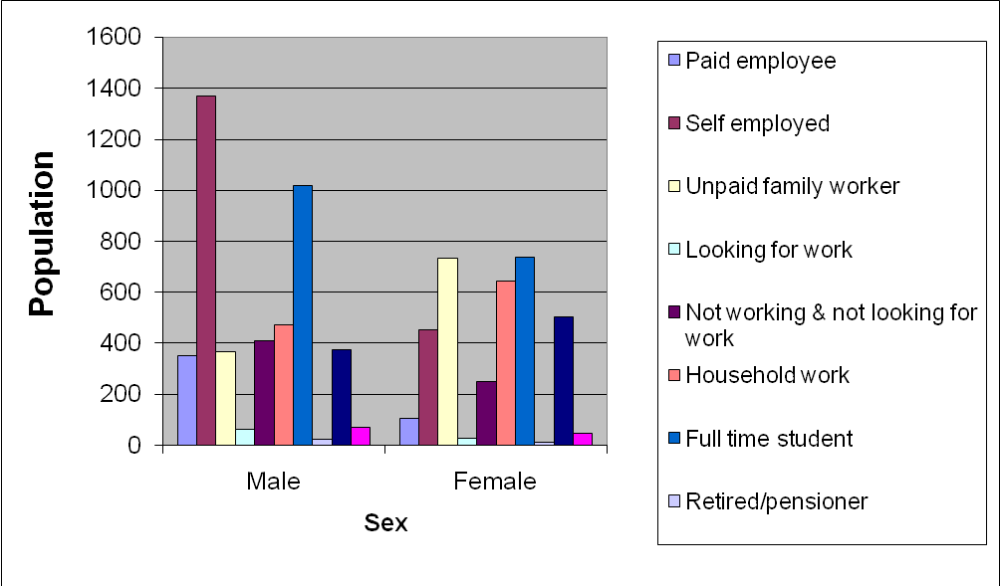 1600
1400
1200
1000
800
600
400
200
0
Population
Male
Female
Sex
Paid employee
Self employed
Unpaid family worker
Looking for work
Not working & not looking for
work
Household work
Full time student
Retired/pensioner